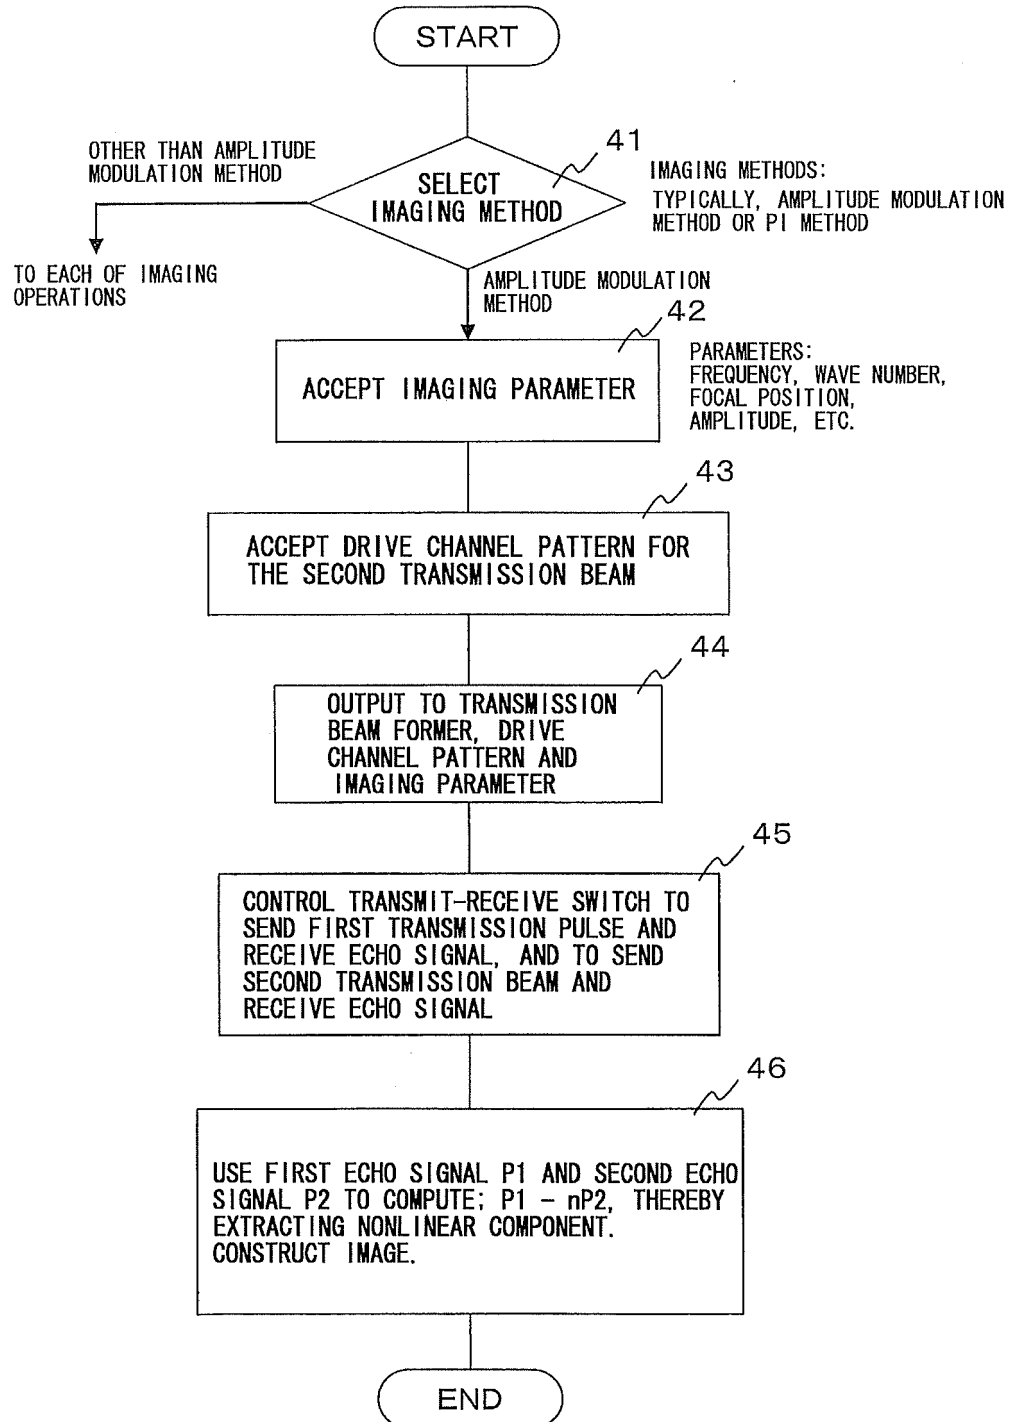 START
OTHER THAN AMPLITUDE
MODULATION METHOD
41
SELECT
IMAGING METHOD
IMAGING METHODS:
TYPICALLY, AMPLITUDE MODULATION
METHOD OR PI METHOD
TO EACH OF IMAGING
OPERATIONS
AMPLITUDE MODULATION
METHOD
42
ACCEPT IMAGING PARAMETER
PARAMETERS:
FREQUENCY, WAVE NUMBER,
FOCAL POSITION,
AMPLITUDE, ETC.
43
ACCEPT DRIVE CHANNEL PATTERN FOR
THE SECOND TRANSMISSION BEAM
44
OUTPUT TO TRANSMISSION
BEAM FORMER, DRIVE
CHANNEL PATTERN AND
IMAGING PARAMETER
45
CONTROL TRANSMIT-RECEIVE SWITCH TO
SEND FIRST TRANSMISSION PULSE AND
RECEIVE ECHO SIGNAL, AND TO SEND
SECOND TRANSMISSION BEAM AND
RECEIVE ECHO SIGNAL
46
USE FIRST ECHO SIGNAL P1 AND SECOND ECHO
SIGNAL P2 TO COMPUTE; P1 − nP2, THEREBY
EXTRACTING NONLINEAR COMPONENT.
CONSTRUCT IMAGE.
END